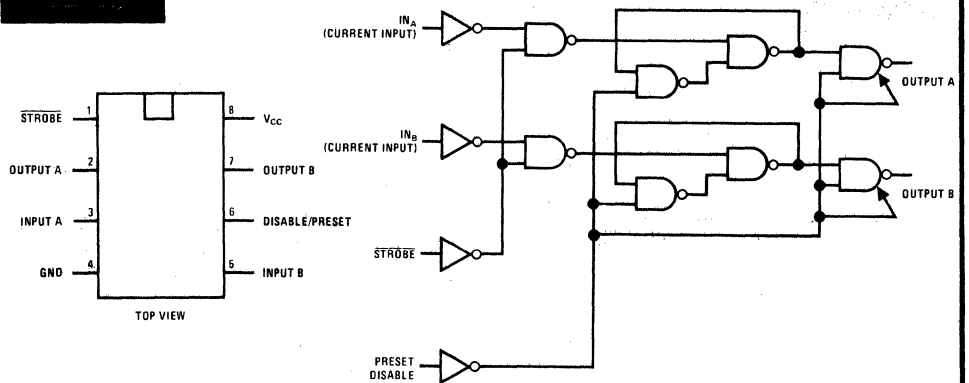 STROBE
1
8
VCC
OUTPUT A
2
7
OUTPUT B
INPUT A
3
6
DISABLE/PRESET
GND
4
5
INPUT B
TOP VIEW
INA
(CURRENT INPUT)
OUTPUT A
INB
(CURRENT INPUT)
OUTPUT B
STROBE
PRESET
DISABLE